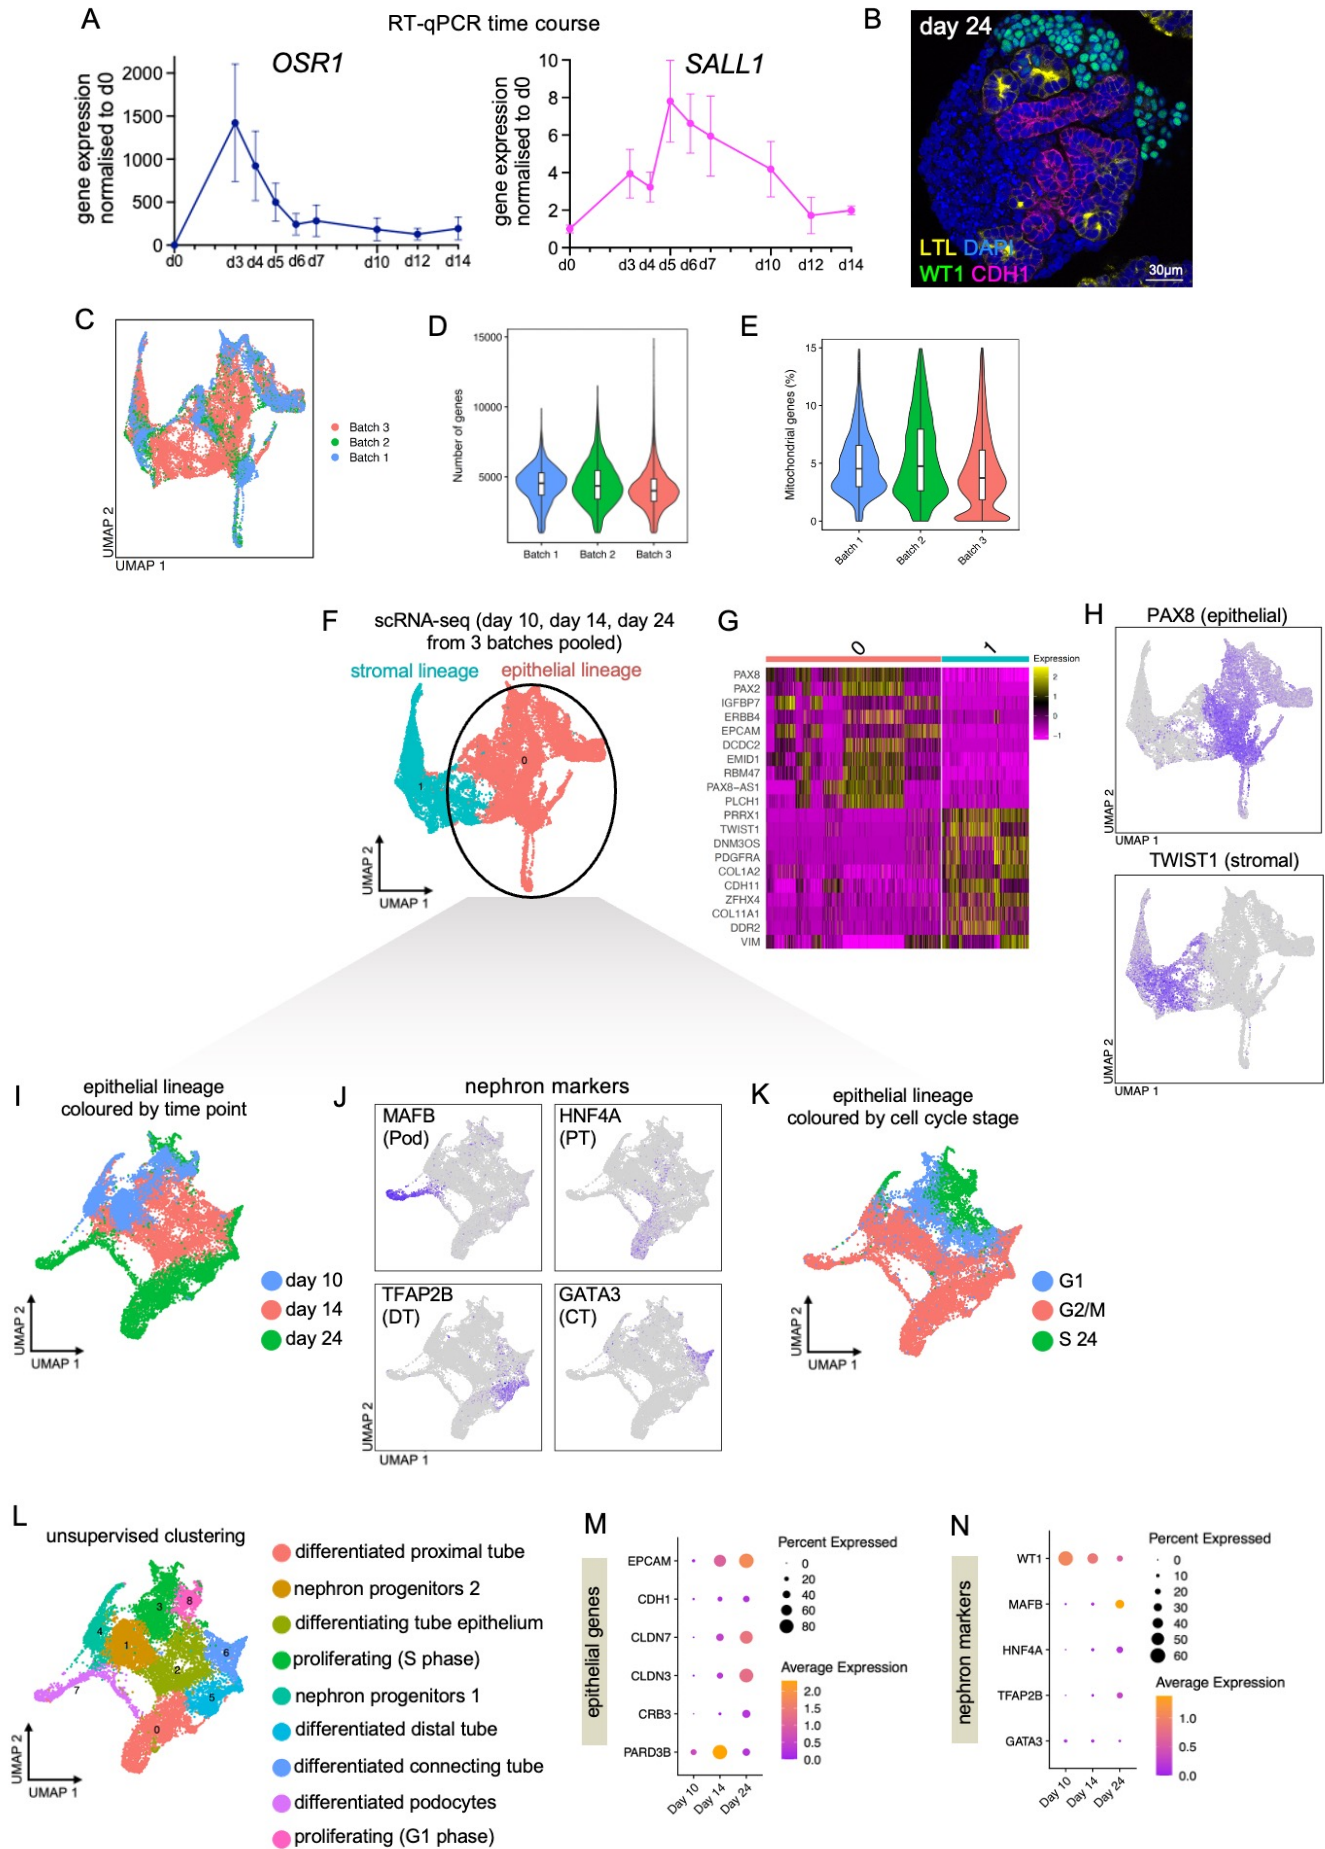 A
RT-qPCR time course
OSR1
gene expression
normalised to d0
2000
1500
1000
500
0
d0 d3 d4 d5 d6 d7 d10 d12 d14
SALL1
gene expression
normalised to d0
10
8
6
4
2
0
d0 d3 d4 d5 d6 d7 d10 d12 d14
B
day 24
LTL DAPI
WT1 CDH1
30µm
C
UMAP 2
UMAP 1
Batch 3
Batch 2
Batch 1
D
Number of genes
15000
10000
5000
Batch 1 Batch 2 Batch 3
E
Mitochondrial genes (%)
15
10
5
0
Batch 1 Batch 2 Batch 3
F
scRNA-seq (day 10, day 14, day 24
from 3 batches pooled)
stromal lineage epithelial lineage
0
1
UMAP 2
UMAP 1
G
0 1
Expression
2
1
0
−1
PAX8
PAX2
IGFBP7
ERBB4
EPCAM
DCDC2
EMID1
RBM47
PAX8−AS1
PLCH1
PRRX1
TWIST1
DNM3OS
PDGFRA
COL1A2
CDH11
ZFHX4
COL11A1
DDR2
VIM
H
PAX8 (epithelial)
UMAP 2
UMAP 1
TWIST1 (stromal)
UMAP 2
UMAP 1
I
epithelial lineage
coloured by time point
day 10
day 14
day 24
UMAP 2
UMAP 1
J
nephron markers
MAFB
(Pod)
HNF4A
(PT)
TFAP2B
(DT)
GATA3
(CT)
UMAP 2
UMAP 1
K
epithelial lineage
coloured by cell cycle stage
G1
G2/M
S 24
UMAP 2
UMAP 1
L
unsupervised clustering
3
8
4
1
2
6
7
5
0
UMAP 2
UMAP 1
differentiated proximal tube
nephron progenitors 2
differentiating tube epithelium
proliferating (S phase)
nephron progenitors 1
differentiated distal tube
differentiated connecting tube
differentiated podocytes
proliferating (G1 phase)
M
epithelial genes
EPCAM
CDH1
CLDN7
CLDN3
CRB3
PARD3B
Day 10 Day 14 Day 24
Percent Expressed
0
20
40
60
80
Average Expression
2.0
1.5
1.0
0.5
0.0
N
nephron markers
WT1
MAFB
HNF4A
TFAP2B
GATA3
Day 10 Day 14 Day 24
Percent Expressed
0
10
20
30
40
50
60
Average Expression
1.0
0.5
0.0